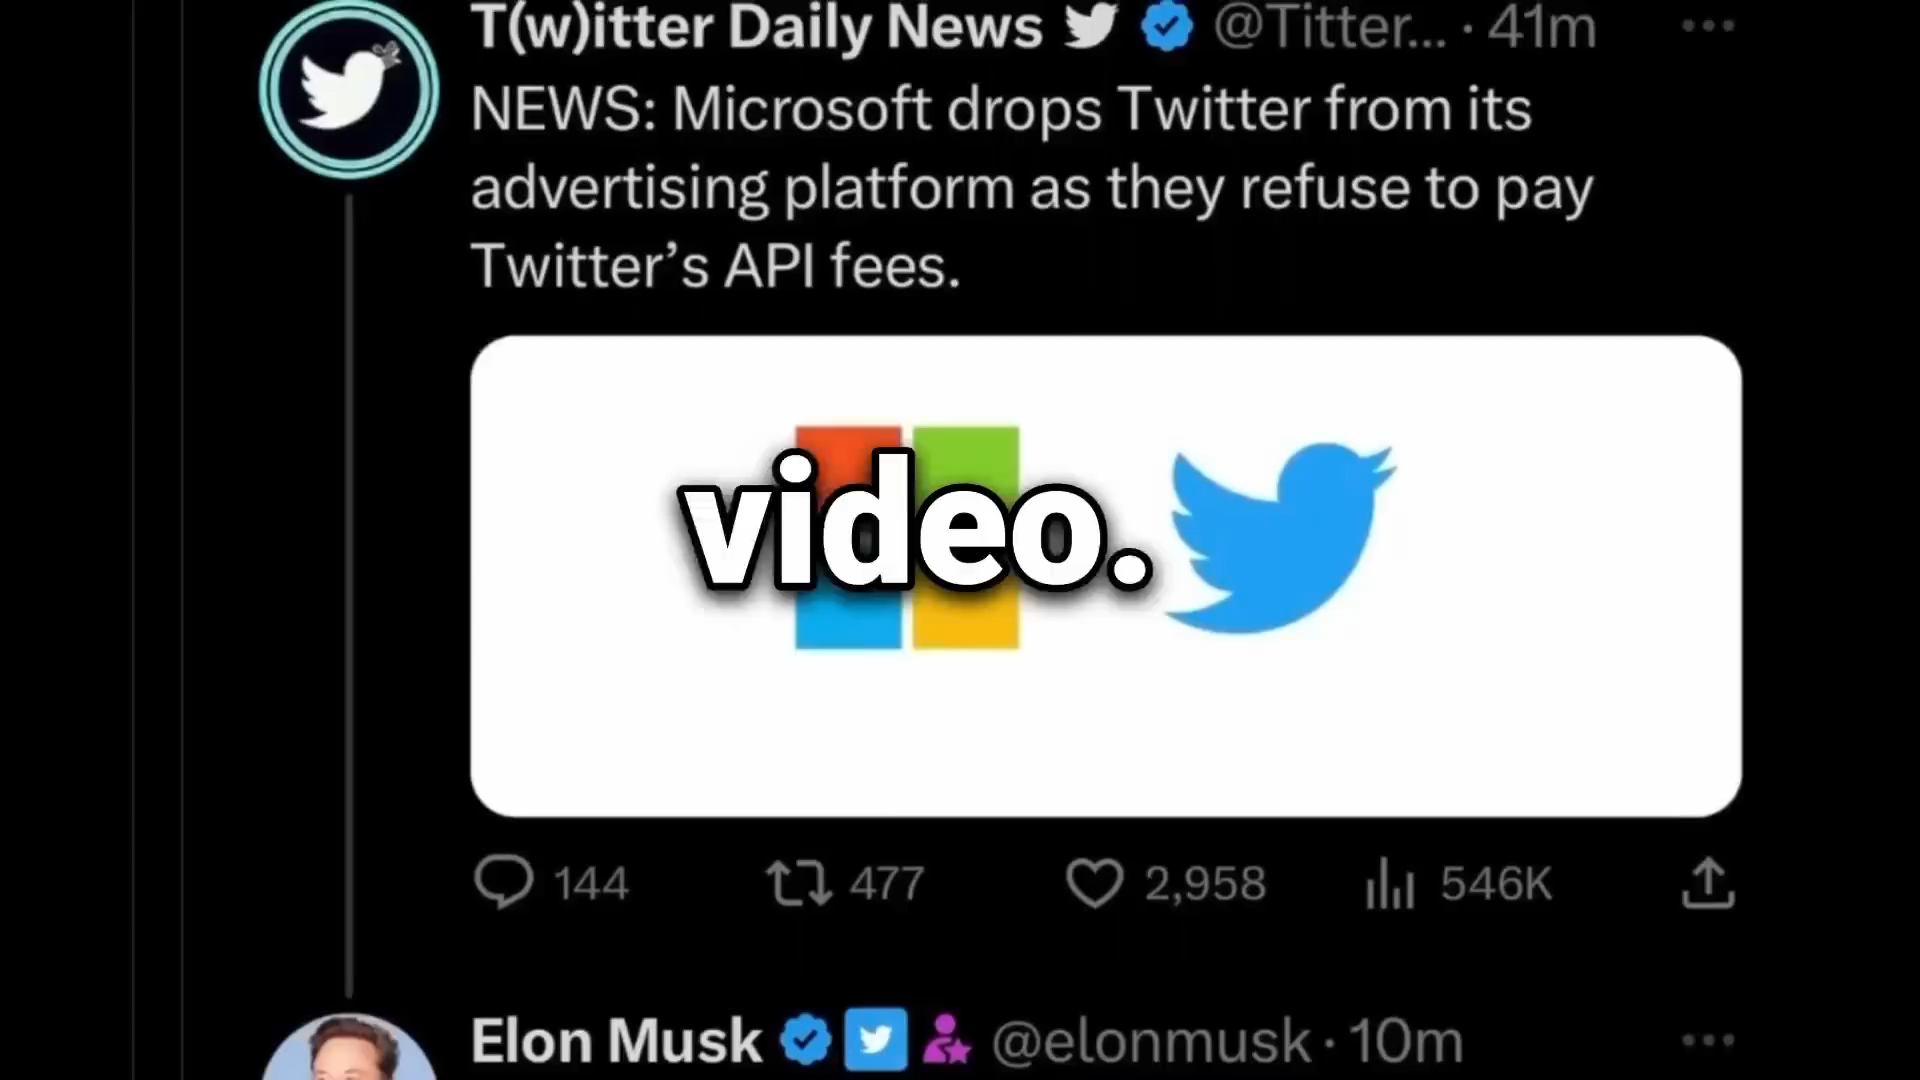 T(w)itter Daily News @Titter... · 41m
NEWS: Microsoft drops Twitter from its
advertising platform as they refuse to pay
Twitter’s API fees.
video.
144 477 2,958 546K
Elon Musk @elonmusk · 10m